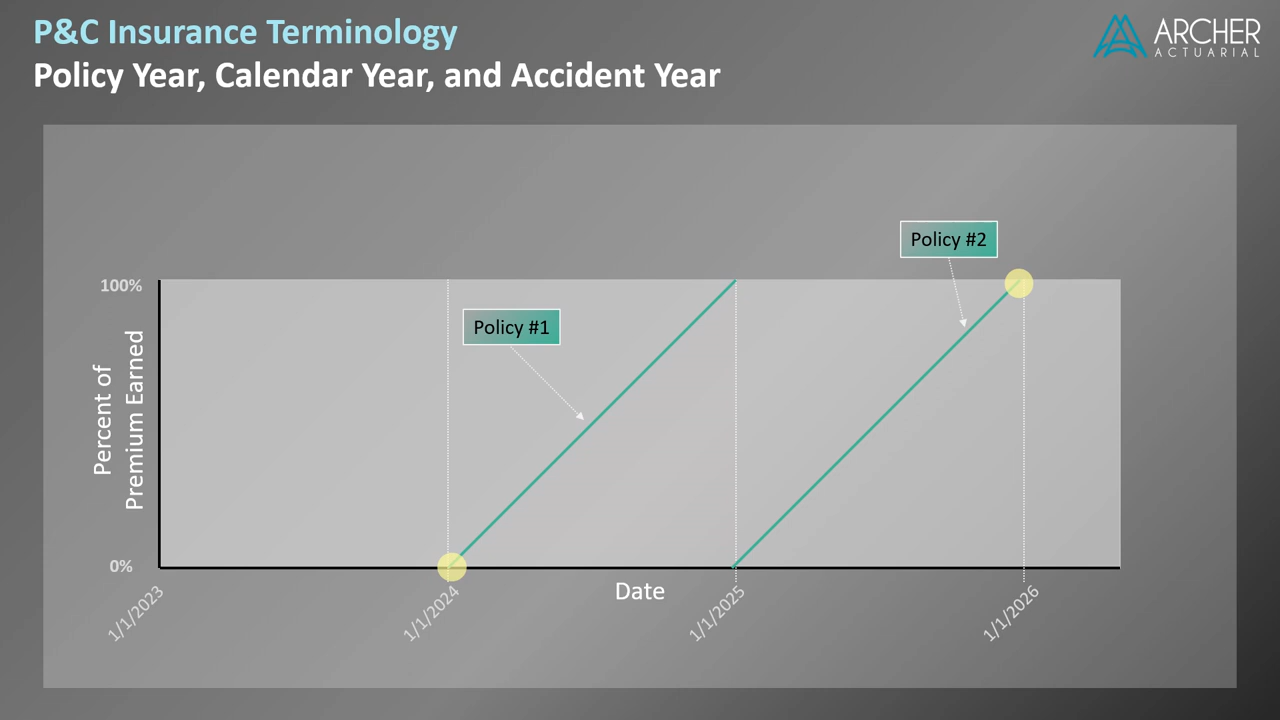 P&C Insurance Terminology
Policy Year, Calendar Year, and Accident Year
ARCHER
ACTUARIAL
Policy #2
100%
Policy #1
Percent of
Premium Earned
0%
Date
1/1/2023
1/1/2024
1/1/2025
1/1/2026